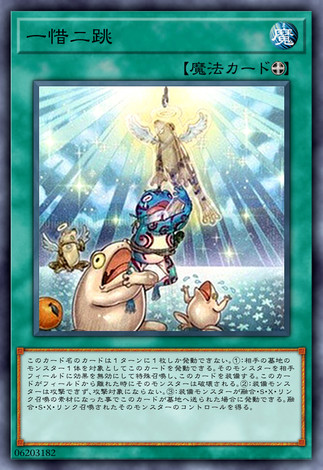 一惜二跳
魔
【魔法カード】
このカード名のカードは1ターンに1枚しか発動できない。①：相手の墓地の
モンスター1体を対象としてこのカードを発動できる。そのモンスターを相手
フィールドに効果を無効にして特殊召喚し、このカードを装備する。このカー
ドがフィールドから離れた時にそのモンスターは破壊される。②：装備モンス
ターは攻撃できず、攻撃対象にならない。③：装備モンスターが融合・S・X・リン
ク召喚の素材になった事でこのカードが墓地へ送られた場合に発動できる。融
合・S・X・リンク召喚されたそのモンスターのコントロールを得る。
06203182